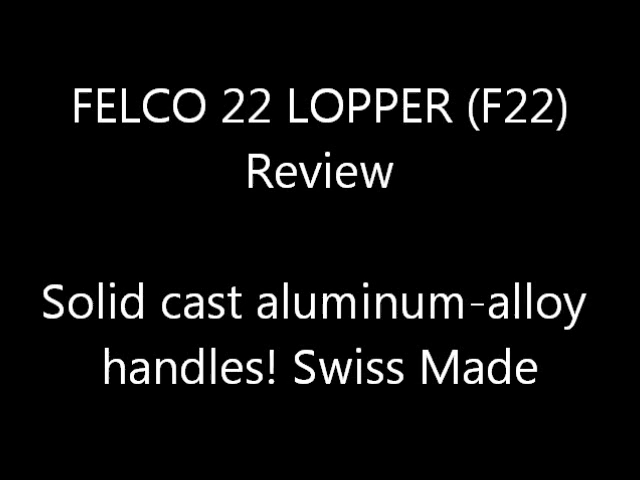 FELCO 22 LOPPER (F22)
Review
Solid cast aluminum-alloy
handles! Swiss Made